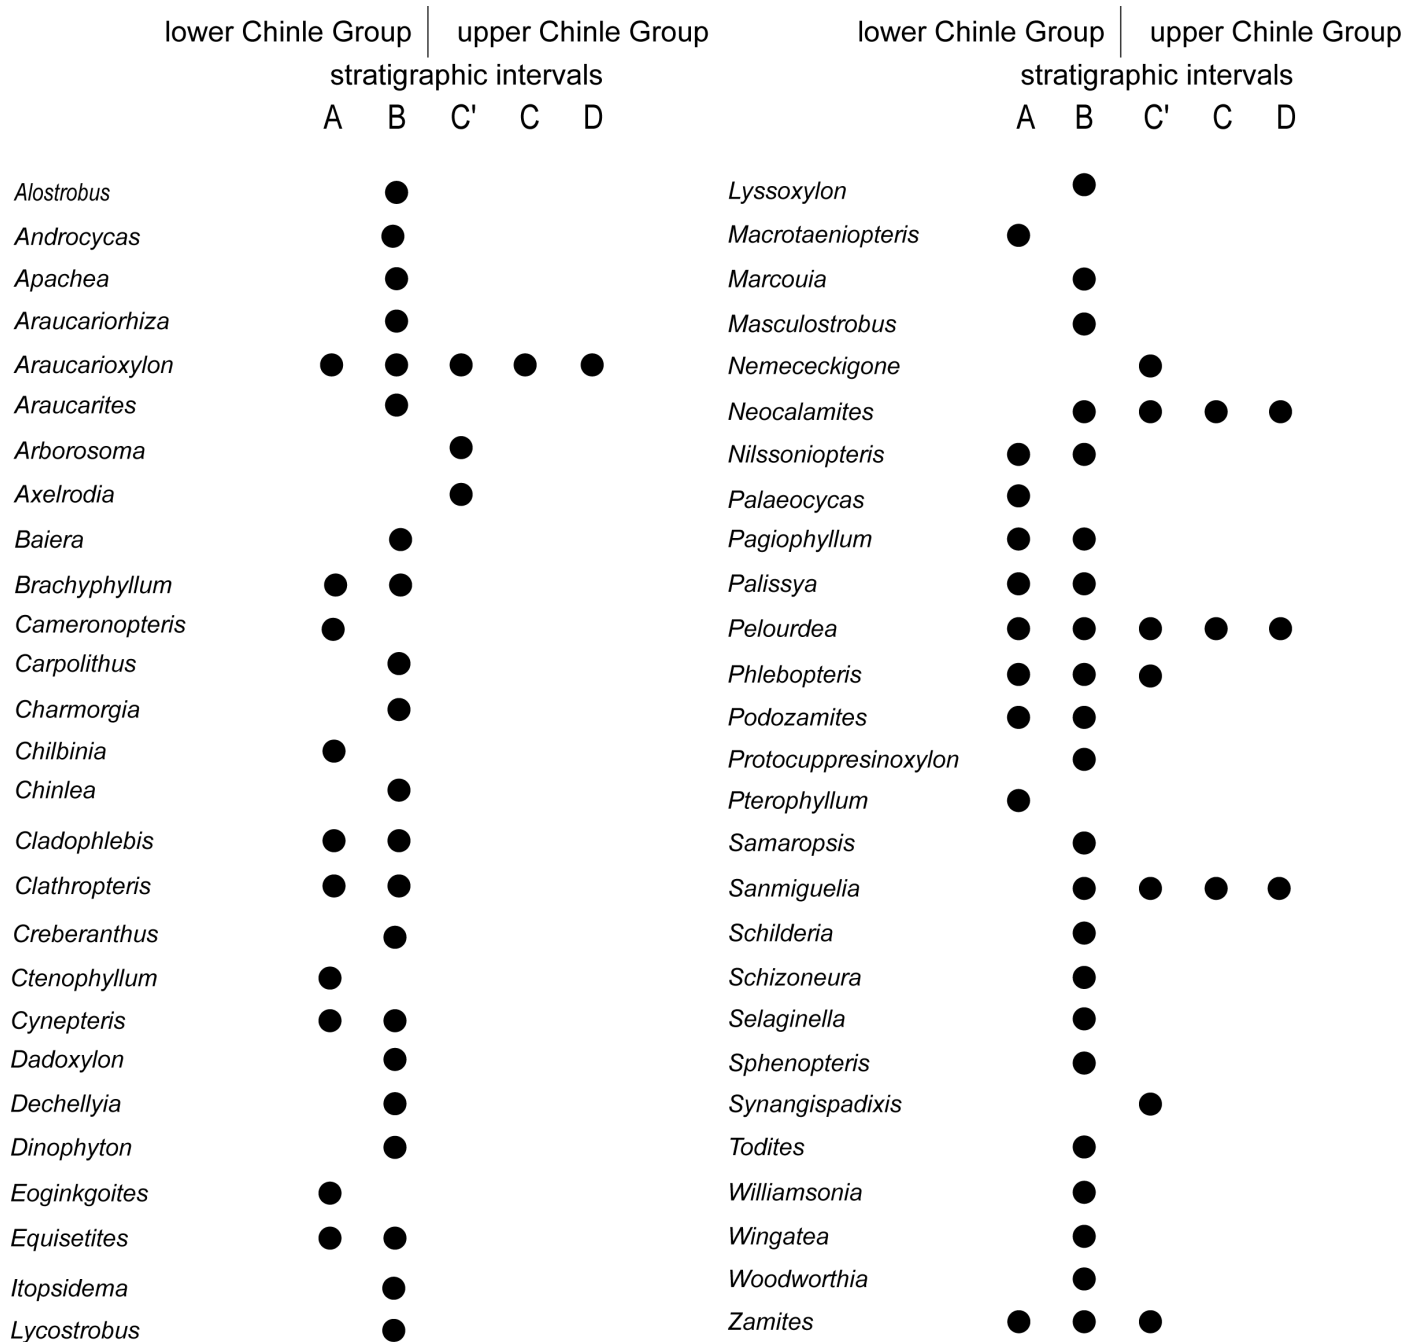 lower Chinle Group upper Chinle Group
stratigraphic intervals
A B C' C D
Alostrobus
Androcycas
Apachea
Araucariorhiza
Araucarioxylon
Araucarites
Arborosoma
Axelrodia
Baiera
Brachyphyllum
Cameronopteris
Carpolithus
Charmorgia
Chilbinia
Chinlea
Cladophlebis
Clathropteris
Creberanthus
Ctenophyllum
Cynepteris
Dadoxylon
Dechellyia
Dinophyton
Eoginkgoites
Equisetites
Itopsidema
Lycostrobus
lower Chinle Group upper Chinle Group
stratigraphic intervals
A B C' C D
Lyssoxylon
Macrotaeniopteris
Marcouia
Masculostrobus
Nemececkigone
Neocalamites
Nilssoniopteris
Palaeocycas
Pagiophyllum
Palissya
Pelourdea
Phlebopteris
Podozamites
Protocuppresinoxylon
Pterophyllum
Samaropsis
Sanmiguelia
Schilderia
Schizoneura
Selaginella
Sphenopteris
Synangispadixis
Todites
Williamsonia
Wingatea
Woodworthia
Zamites